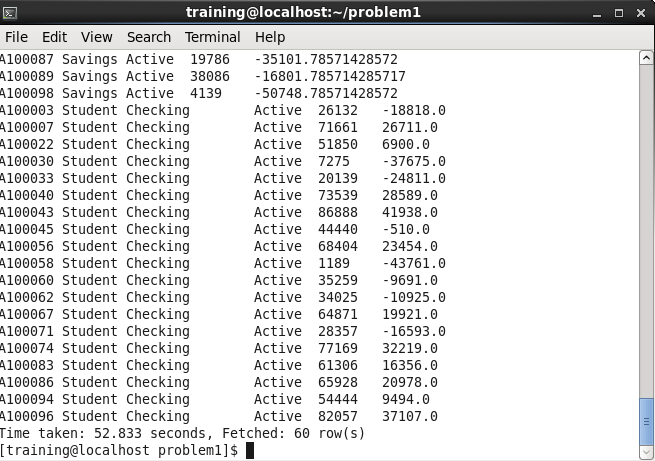 training@localhost:~/problem1
File Edit View Search Terminal Help
A100087 Savings Active 19786 -35101.78571428572
A100089 Savings Active 38086 -16801.78571428517
A100098 Savings Active 4139 -50748.785714428572
A100003 Student Checking Active 26132 -18818.0
A100007 Student Checking Active 71661 26711.0
A100022 Student Checking Active 51850 6900.0
A100030 Student Checking Active 7275 -37675.0
A100033 Student Checking Active 20139 -24811.0
A100040 Student Checking Active 73539 28589.0
A100043 Student Checking Active 86888 41938.0
A100045 Student Checking Active 44440 -510.0
A100056 Student Checking Active 68404 23454.0
A100058 Student Checking Active 1189 -43761.0
A100060 Student Checking Active 35259 -9691.0
A100062 Student Checking Active 34025 -10925.0
A100067 Student Checking Active 64871 19921.0
A100071 Student Checking Active 28357 -16593.0
A100074 Student Checking Active 77169 32219.0
A100083 Student Checking Active 61306 16356.0
A100086 Student Checking Active 65928 20978.0
A100094 Student Checking Active 54444 9494.0
A100096 Student Checking Active 82057 37107.0
Time taken: 52.833 seconds, Fetched: 60 row(s)
[training@localhost problem1]$